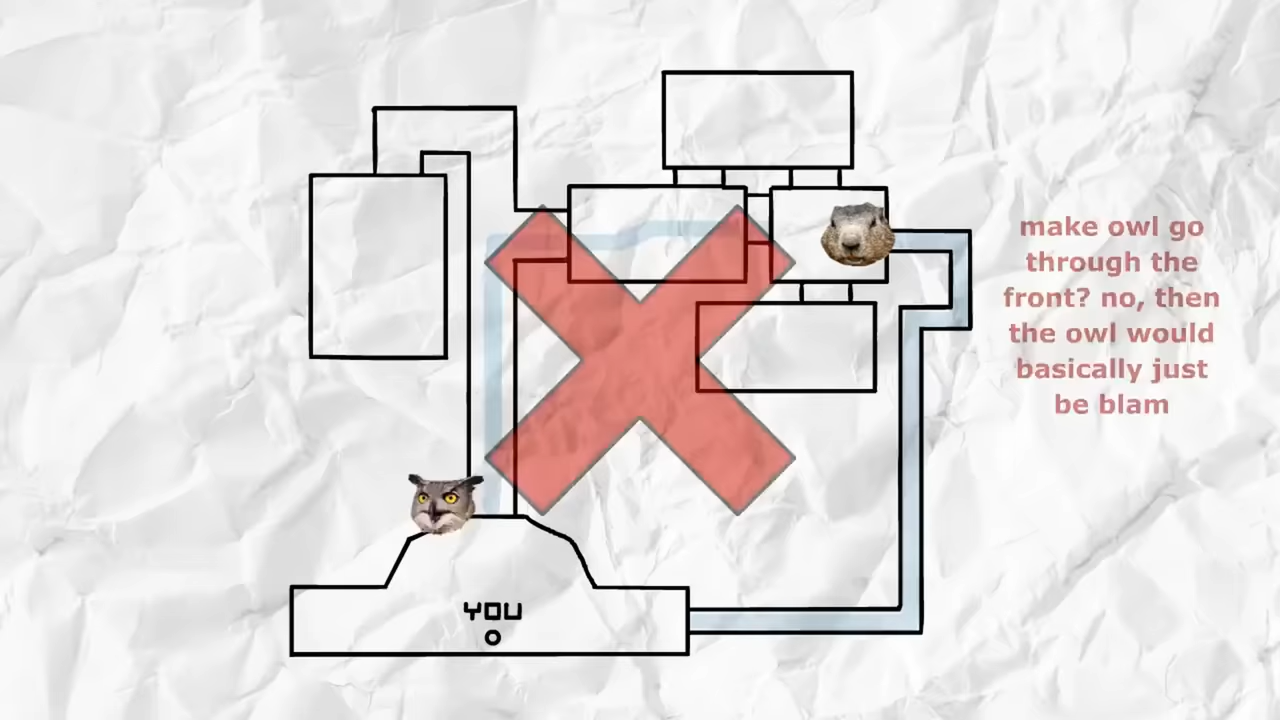 make owl go
through the
front? no, then
the owl would
basically just
be blam
YOU